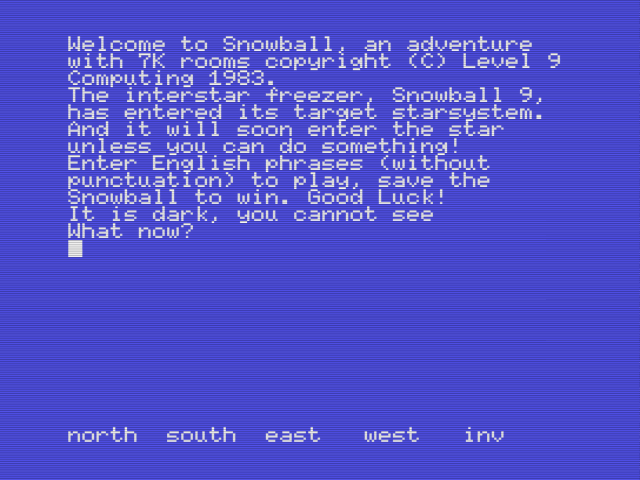 Welcome to Snowball, an adventure
with 7K rooms copyright (C) Level 9
Computing 1983.
The interstar freezer, Snowball 9,
has entered its target starsystem.
And it will soon enter the star
unless you can do something!
Enter English phrases (without
punctuation) to play, save the
Snowball to win. Good Luck!
It is dark, you cannot see
What now?
north south east west inv